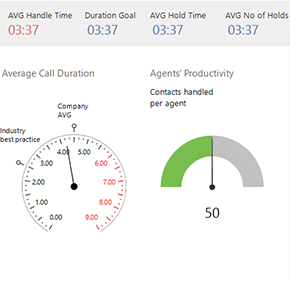 AVG Handle Time
Duration Goal
AVG Hold Time
AVG No of Holds
03:37
03:37
03:37
03:37
Average Call Duration
Agents' Productivity
Company
AVG
Contacts handled
per agent
Industry
best practice
4.00
5.00
3.00
6.00
2.00
7.00
1.00
8.00
0.00
9.00
50